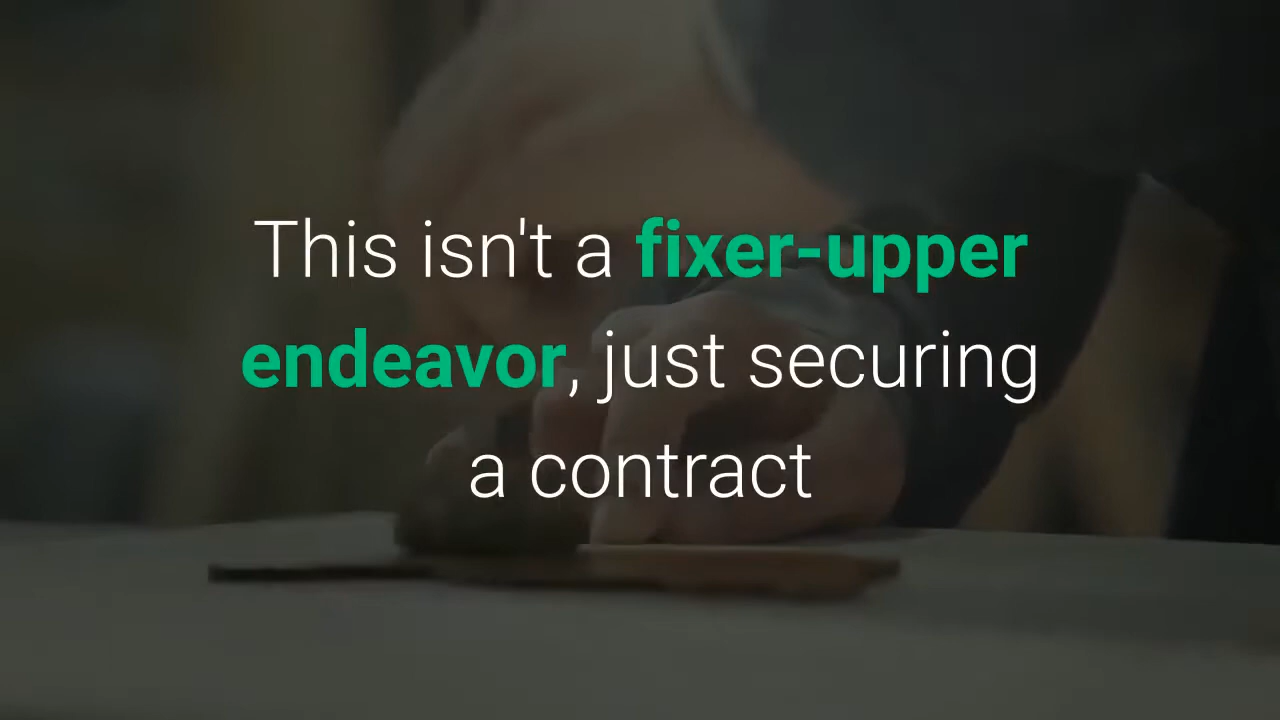 This isn't a fixer-upper
endeavor, just securing
a contract